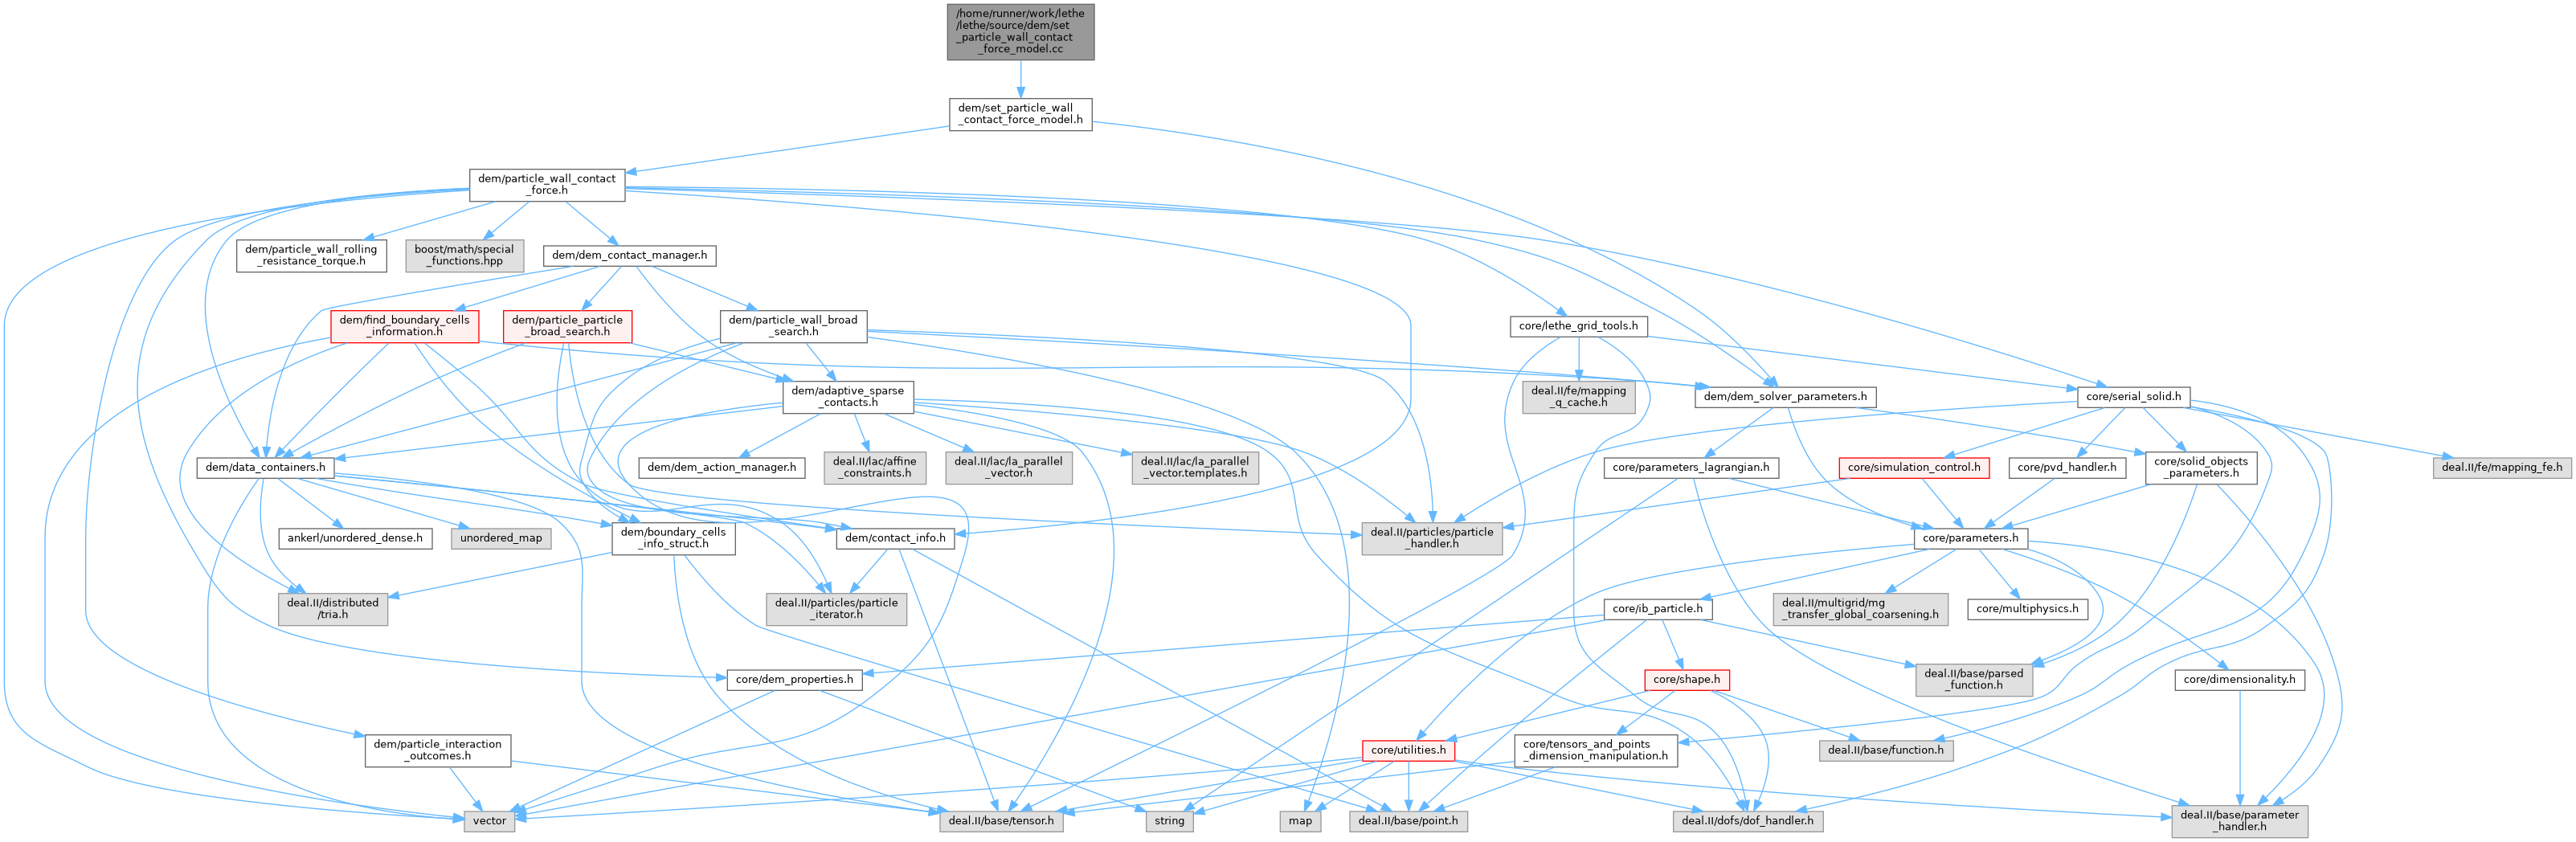 /home/runner/work/lethe
/lethe/source/dem/set
_particle_wall_contact
_force_model.cc
dem/set_particle_wall
_contact_force_model.h
dem/particle_wall_contact
_force.h
dem/particle_wall_rolling
_resistance_torque.h
boost/math/special
_functions.hpp
dem/dem_contact_manager.h
dem/find_boundary_cells
_information.h
dem/particle_particle
_broad_search.h
dem/particle_wall_broad
_search.h
core/lethe_grid_tools.h
dem/adaptive_sparse
_contacts.h
deal.II/fe/mapping
_q_cache.h
dem/dem_solver_parameters.h
core/serial_solid.h
dem/data_containers.h
dem/dem_action_manager.h
deal.II/lac/affine
_constraints.h
deal.II/lac/la_parallel
_vector.h
deal.II/lac/la_parallel
_vector.templates.h
core/parameters_lagrangian.h
core/simulation_control.h
core/pvd_handler.h
core/solid_objects
_parameters.h
deal.II/fe/mapping_fe.h
ankerl/unordered_dense.h
unordered_map
dem/boundary_cells
_info_struct.h
dem/contact_info.h
deal.II/particles/particle
_handler.h
core/parameters.h
deal.II/distributed
/tria.h
deal.II/particles/particle
_iterator.h
core/ib_particle.h
deal.II/multigrid/mg
_transfer_global_coarsening.h
core/multiphysics.h
core/dem_properties.h
core/shape.h
deal.II/base/parsed
_function.h
core/dimensionality.h
dem/particle_interaction
_outcomes.h
core/utilities.h
core/tensors_and_points
_dimension_manipulation.h
deal.II/base/function.h
vector
deal.II/base/tensor.h
string
map
deal.II/base/point.h
deal.II/dofs/dof_handler.h
deal.II/base/parameter
_handler.h